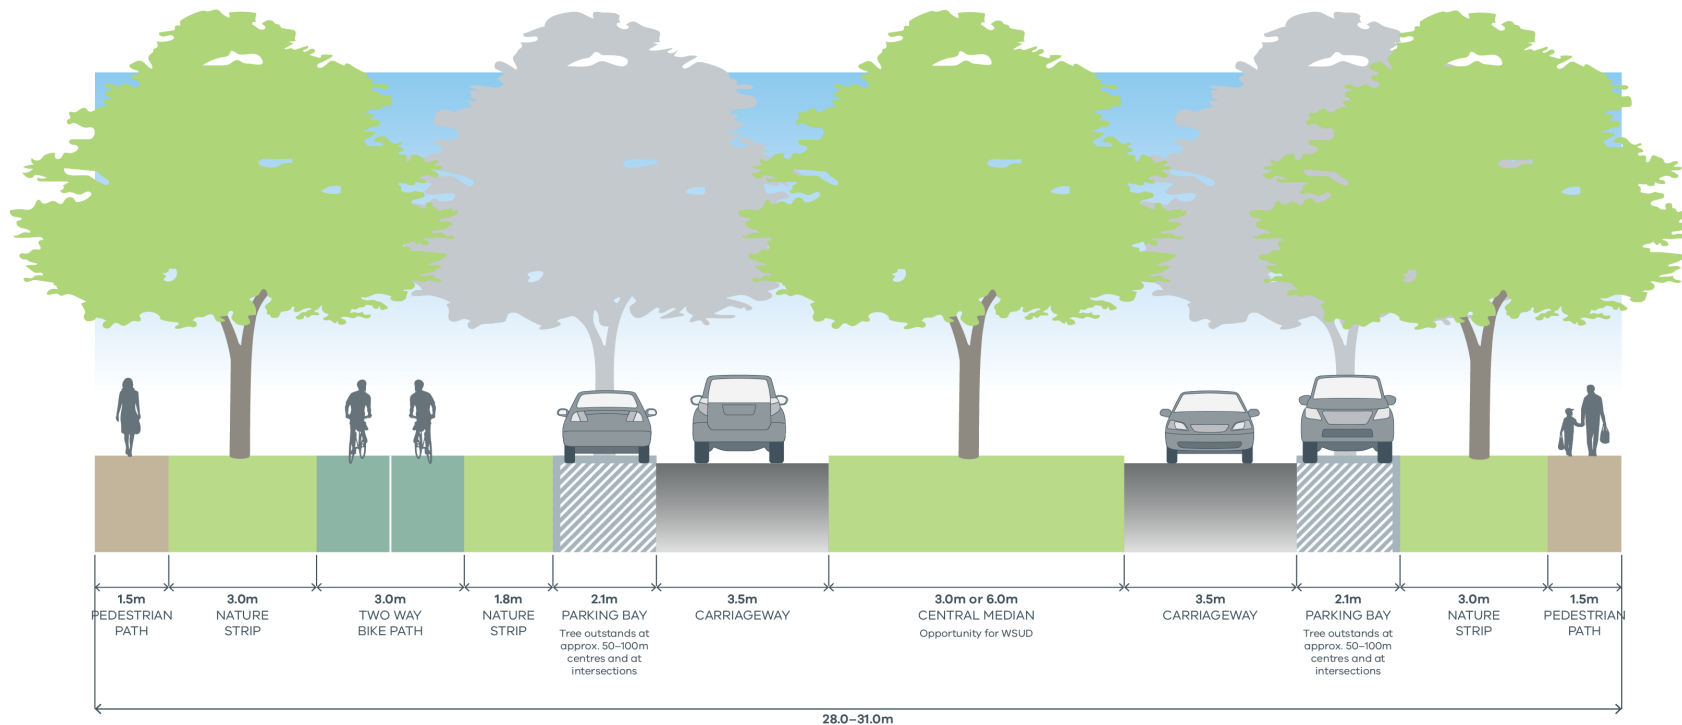 1.5m
PEDESTRIAN
PATH
3.0m
NATURE
STRIP
3.0m
TWO WAY
BIKE PATH
1.8m
NATURE
STRIP
2.1m
PARKING BAY
Tree outstands at
approx. 50–100m
centres and at
intersections
3.5m
CARRIAGEWAY
3.0m or 6.0m
CENTRAL MEDIAN
Opportunity for WSUD
3.5m
CARRIAGEWAY
2.1m
PARKING BAY
Tree outstands at
approx. 50–100m
centres and at
intersections
3.0m
NATURE
STRIP
1.5m
PEDESTRIAN
PATH
28.0–31.0m